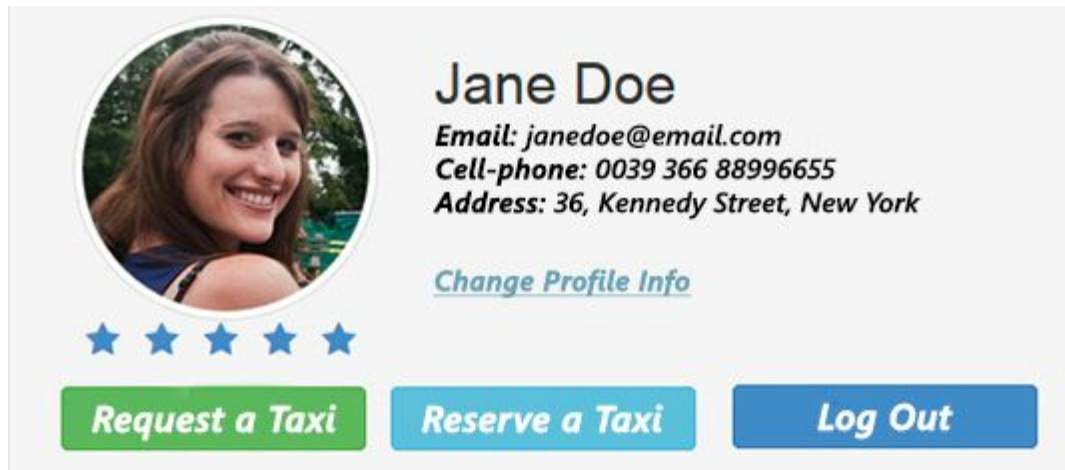 Jane Doe
Email: janedoe@email.com
Cell-phone: 0039 366 88996655
Address: 36, Kennedy Street, New York
Change Profile Info
Request a Taxi
Reserve a Taxi
Log Out